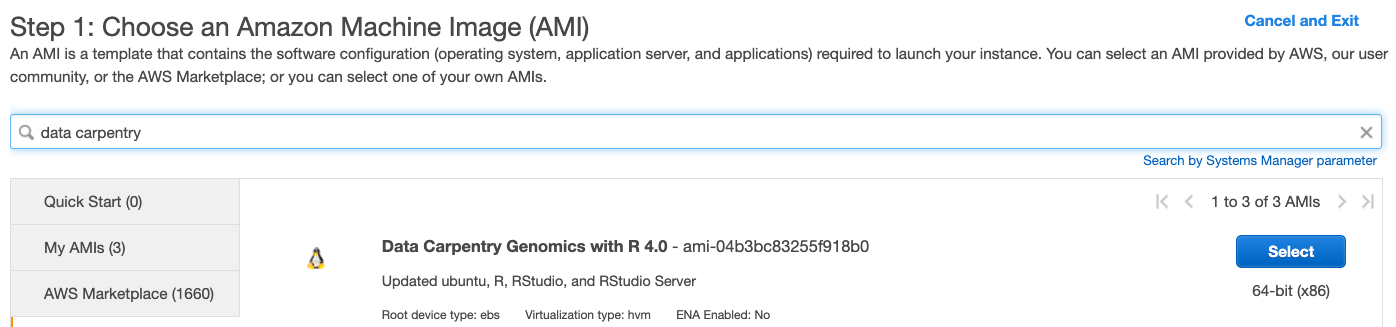 Step 1: Choose an Amazon Machine Image (AMI)
Cancel and Exit
An AMI is a template that contains the software configuration (operating system, application server, and applications) required to launch your instance. You can select an AMI provided by AWS, our user
community, or the AWS Marketplace; or you can select one of your own AMIs.
data carpentry
Search by Systems Manager parameter
Quick Start (0)
My AMIs (3)
AWS Marketplace (1660)
1 to 3 of 3 AMIs
Data Carpentry Genomics with R 4.0 - ami-04b3bc83255f918b0
Select
Updated ubuntu, R, RStudio, and RStudio Server
64-bit (x86)
Root device type: ebs Virtualization type: hvm ENA Enabled: No